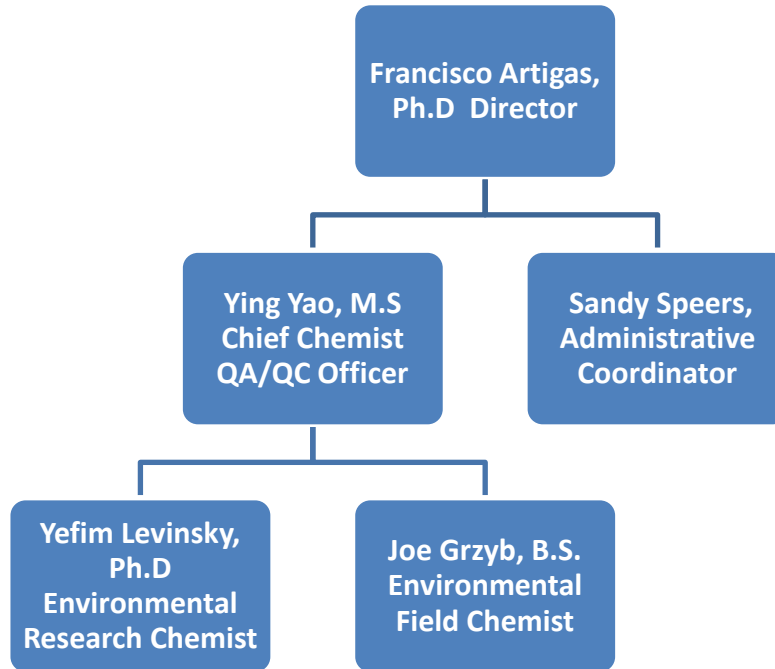 Francisco Artigas,
Ph.D  Director
Ying Yao, M.S
Chief Chemist
QA/QC Officer
Sandy Speers,
Administrative
Coordinator
Yefim Levinsky,
Ph.D
Environmental
Research Chemist
Joe Grzyb, B.S.
Environmental
Field Chemist